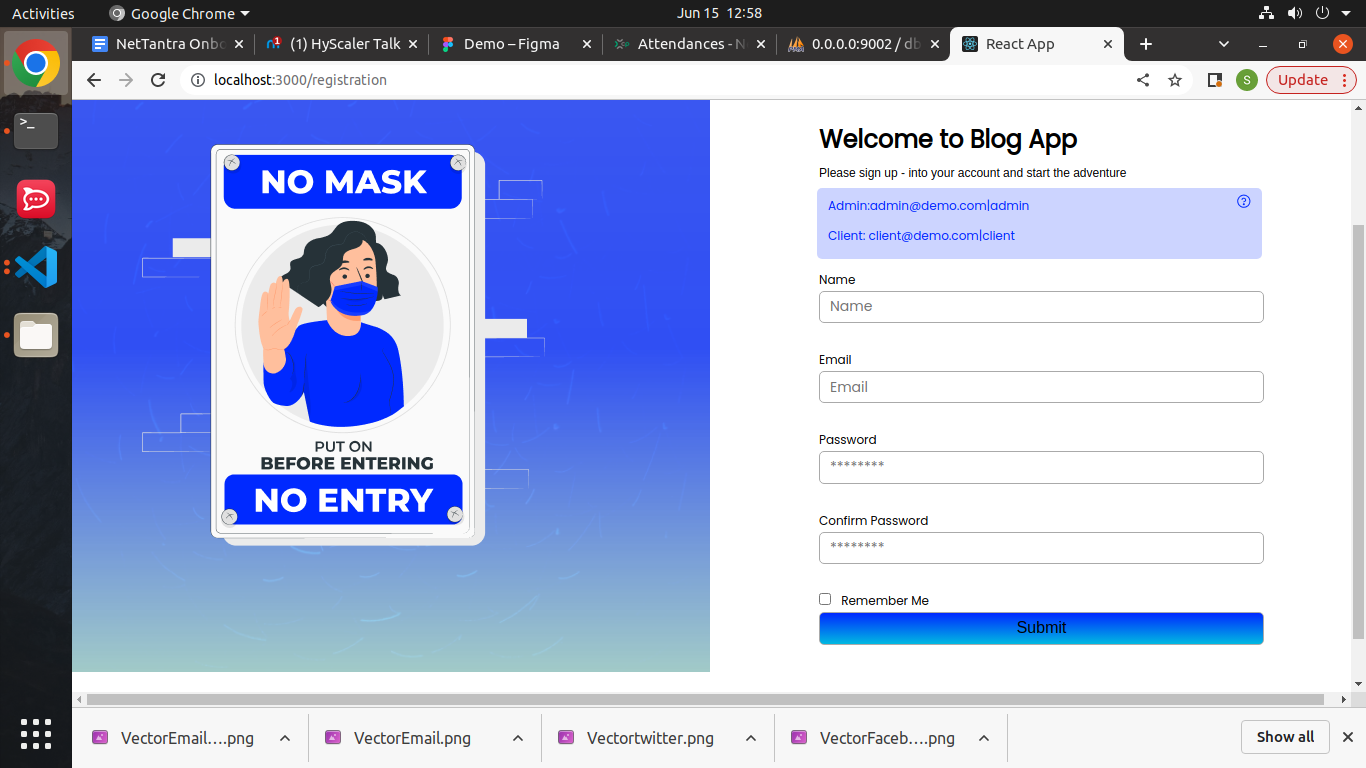 Activities
Google Chrome
Jun 15 12:58
NetTantra Onbo
(1) HyScaler Talk
Demo – Figma
Attendances - N
0.0.0.0:9002 / db
React App
localhost:3000/registration
S
Update
NO MASK
PUT ON
BEFORE ENTERING
NO ENTRY
Welcome to Blog App
Please sign up - into your account and start the adventure
Admin:admin@demo.com|admin
Client: client@demo.com|client
Name
Name
Email
Email
Password
********
Confirm Password
********
Remember Me
Submit
VectorEmail....png
VectorEmail.png
Vectortwitter.png
VectorFaceb....png
Show all